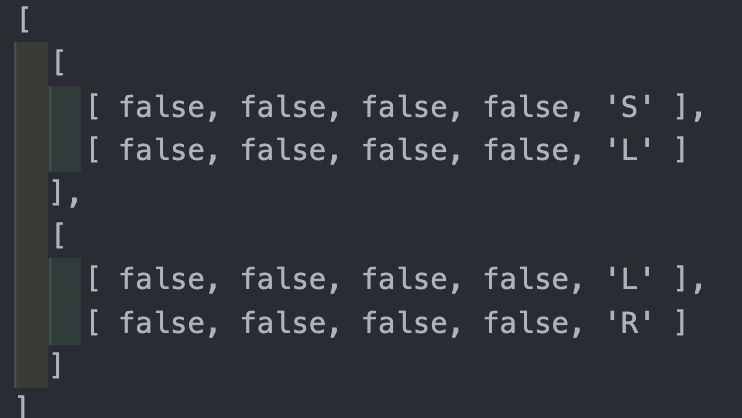 [
[
[ false, false, false, false, 'S' ],
[ false, false, false, false, 'L' ]
],
[
[ false, false, false, false, 'L' ],
[ false, false, false, false, 'R' ]
]
]